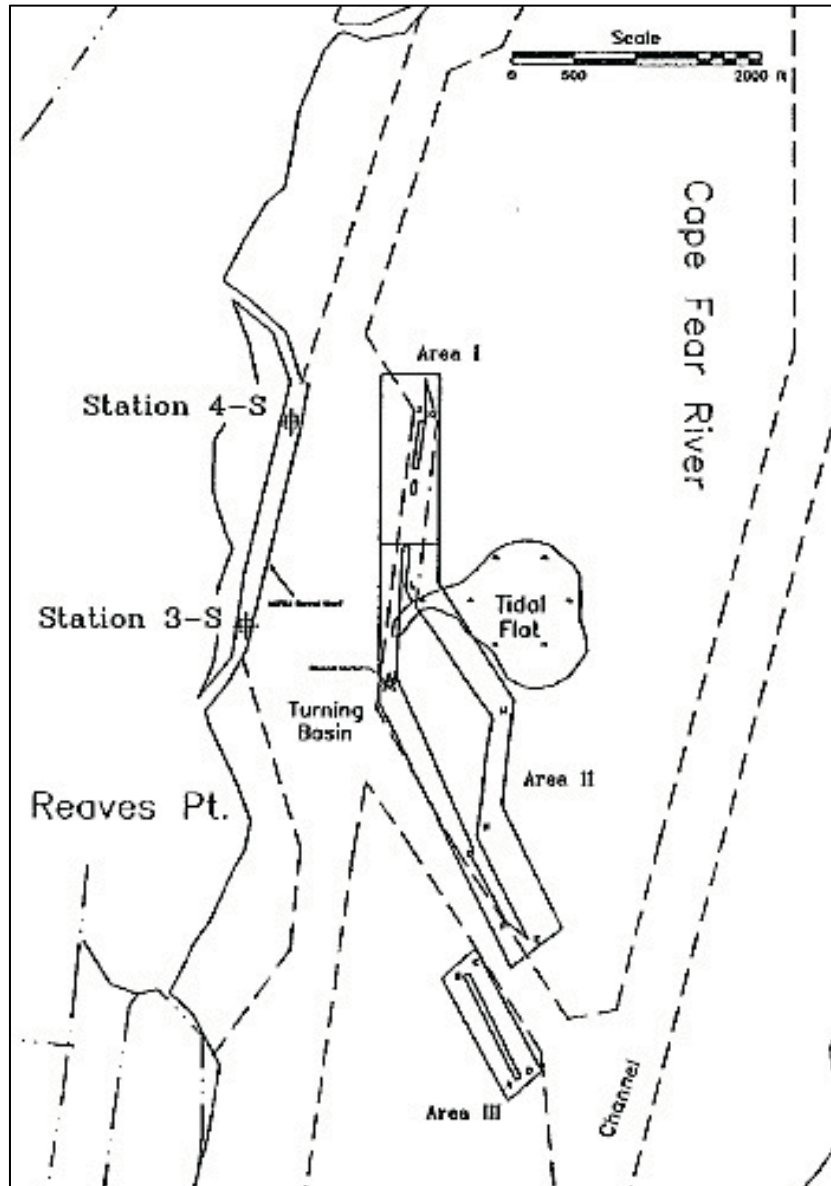 Scale
0 500 2000 ft
Cape Fear River
Area I
Station 4-S
Station 3-S
Tidal
Flat
Turning
Basin
Area II
Reaves Pt.
Area III
Channel